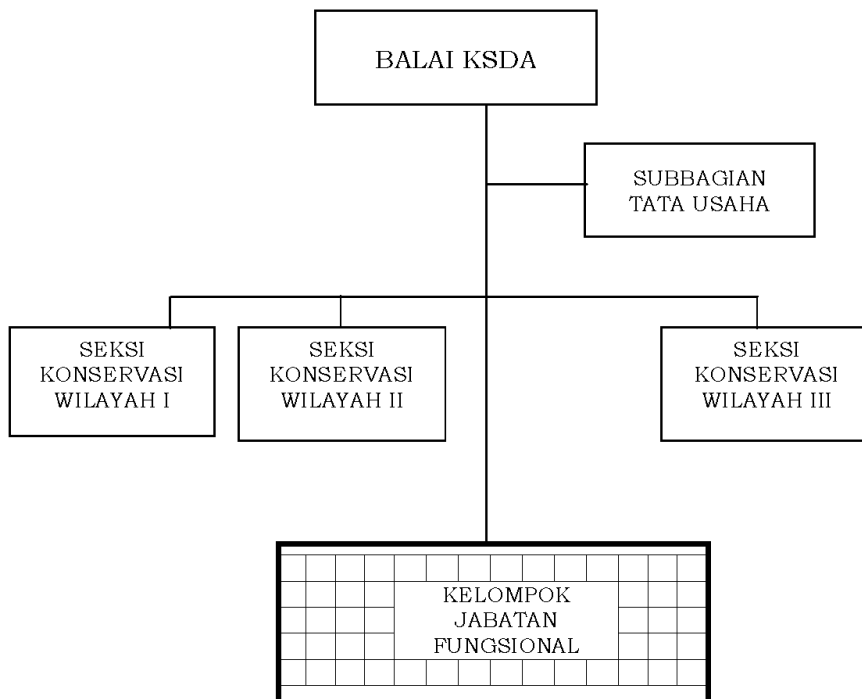 BALAI KSDA
SUBBAGIAN
TATA USAHA
SEKSI
KONSERVASI
WILAYAH I
SEKSI
KONSERVASI
WILAYAH II
SEKSI
KONSERVASI
WILAYAH III
KELOMPOK
JABATAN
FUNGSIONAL